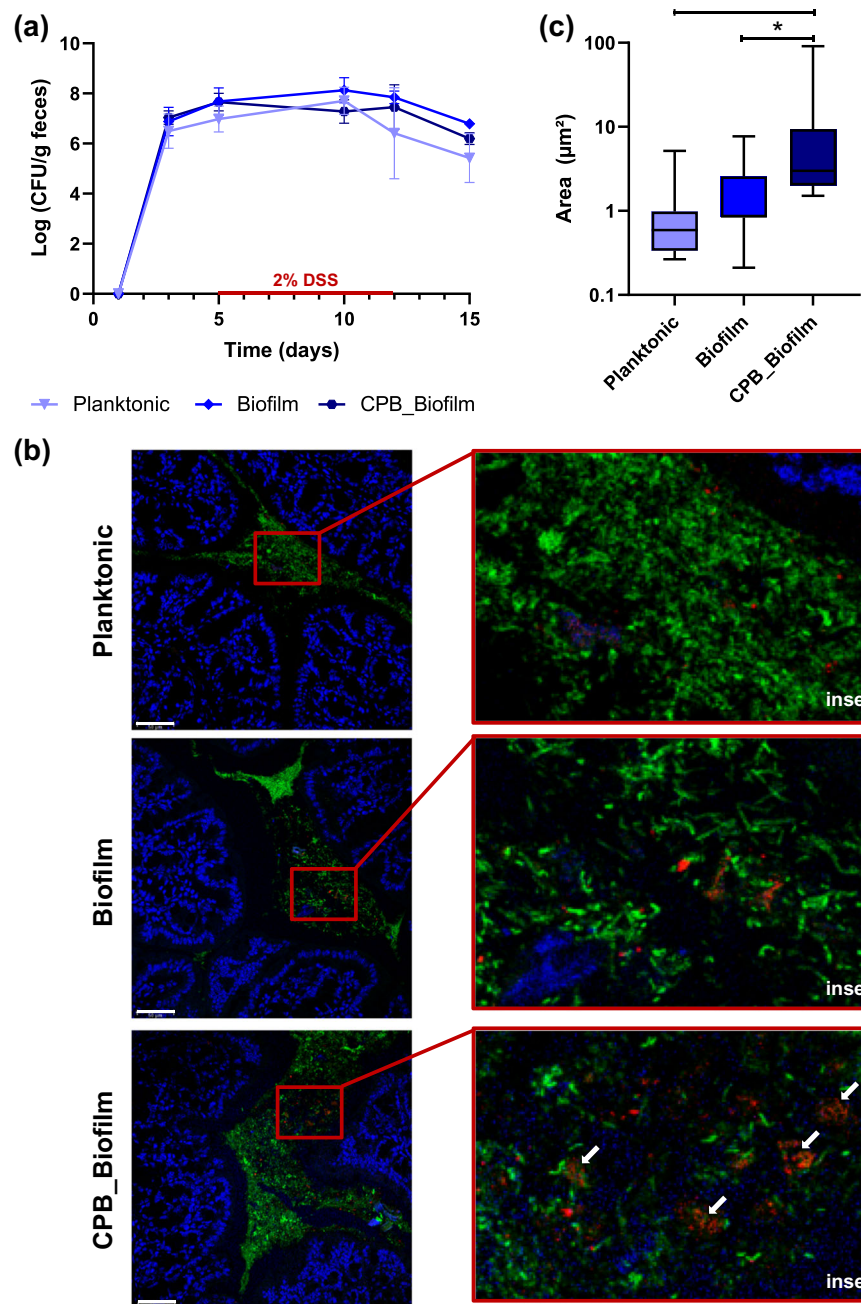 (a)
10
8
6
4
2
0
Log (CFU/g feces)
2% DSS
0
5
10
15
Time (days)
Planktonic
Biofilm
CPB_Biofilm
(c)
*
100
10
1
0.1
Area (µm²)
Planktonic
Biofilm
CPB_Biofilm
(b)
Planktonic
inse
Biofilm
inse
CPB_Biofilm
inse